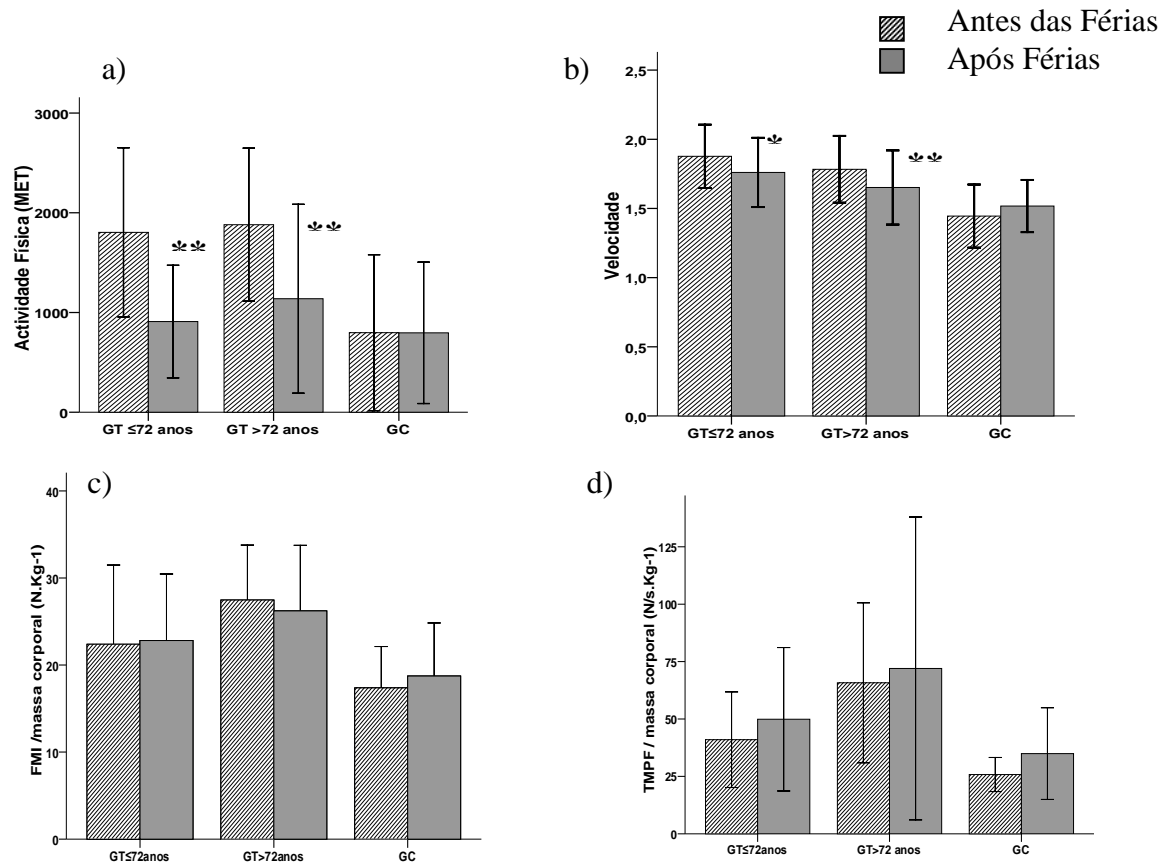 Antes das Férias
Após Férias
a)
Actividade Física (MET)
3000
2000
1000
0
**
**
GT ≤72 anos
GT >72 anos
GC
b)
Velocidade
2,5
2,0
1,5
1,0
0,5
0,0
*
**
GT≤72 anos
GT>72 anos
GC
c)
FMI /massa corporal (N.Kg-1)
40
30
20
10
0
GT≤72anos
GT>72anos
GC
d)
TMPF / massa corporal (N/s.Kg-1)
125
100
75
50
25
0
GT≤72anos
GT>72 anos
GC